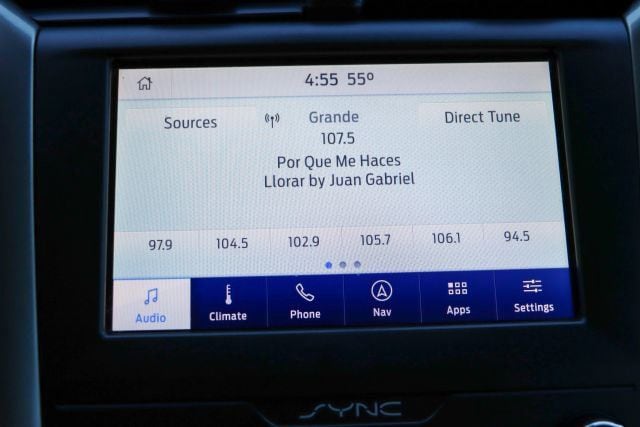 4:55 55°
Sources
Grande
Direct Tune
107.5
Por Que Me Haces
Llorar by Juan Gabriel
97.9 104.5 102.9 105.7 106.1 94.5
Audio Climate Phone Nav Apps Settings
SYNC